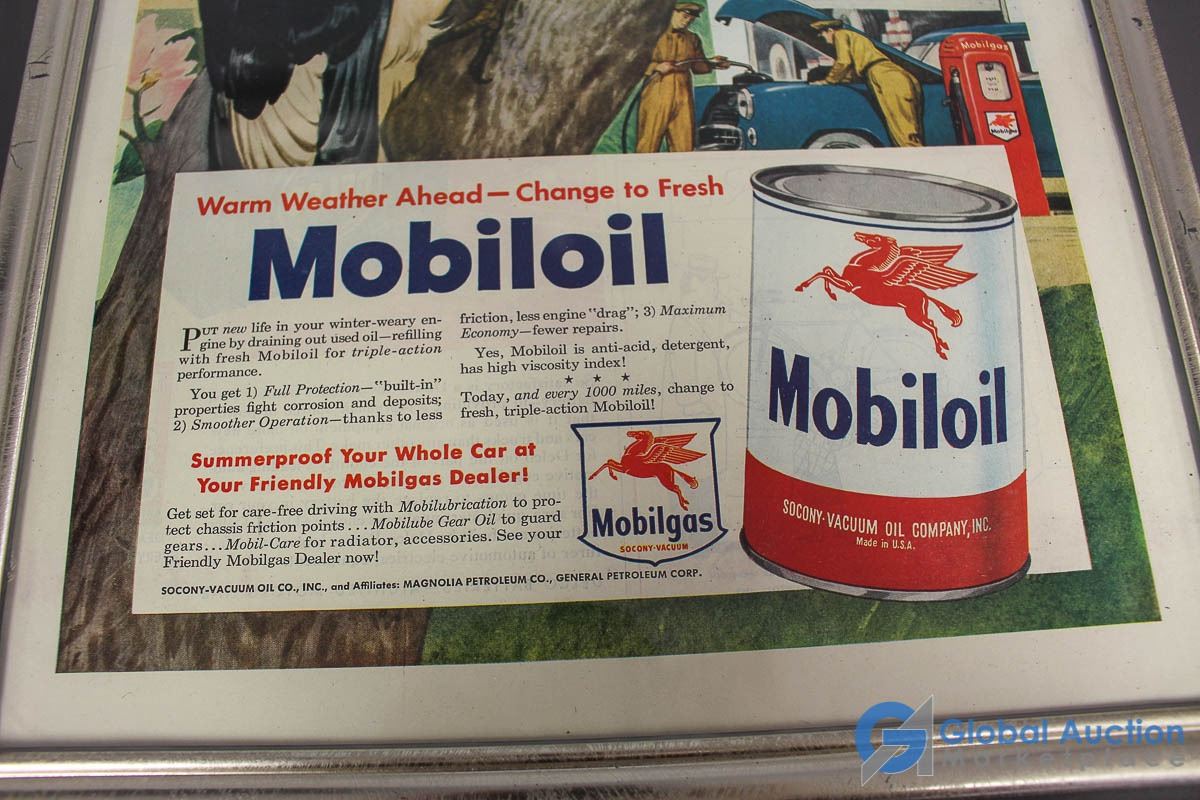 Mobilgas
Mobilgas
Warm Weather Ahead—Change to Fresh
Mobiloil
PUT new life in your winter-weary en-
gine by draining out used oil—refilling
with fresh Mobiloil for triple-action
performance.
You get 1) Full Protection—"built-in"
properties fight corrosion and deposits;
2) Smoother Operation—thanks to less
friction, less engine "drag"; 3) Maximum
Economy—fewer repairs.
Yes, Mobiloil is anti-acid, detergent,
has high viscosity index!
★ ★ ★
Today, and every 1000 miles, change to
fresh, triple-action Mobiloil!
Summerproof Your Whole Car at
Your Friendly Mobilgas Dealer!
Get set for care-free driving with Mobilubrication to pro-
tect chassis friction points . . . Mobilube Gear Oil to guard
gears . . . Mobil-Care for radiator, accessories. See your
Friendly Mobilgas Dealer now!
SOCONY-VACUUM OIL CO., INC., and Affiliates: MAGNOLIA PETROLEUM CO., GENERAL PETROLEUM CORP.
Mobilgas
SOCONY-VACUUM
Mobiloil
SOCONY-VACUUM OIL COMPANY, INC.
Made in U.S.A.
Global Auction
Marketplace